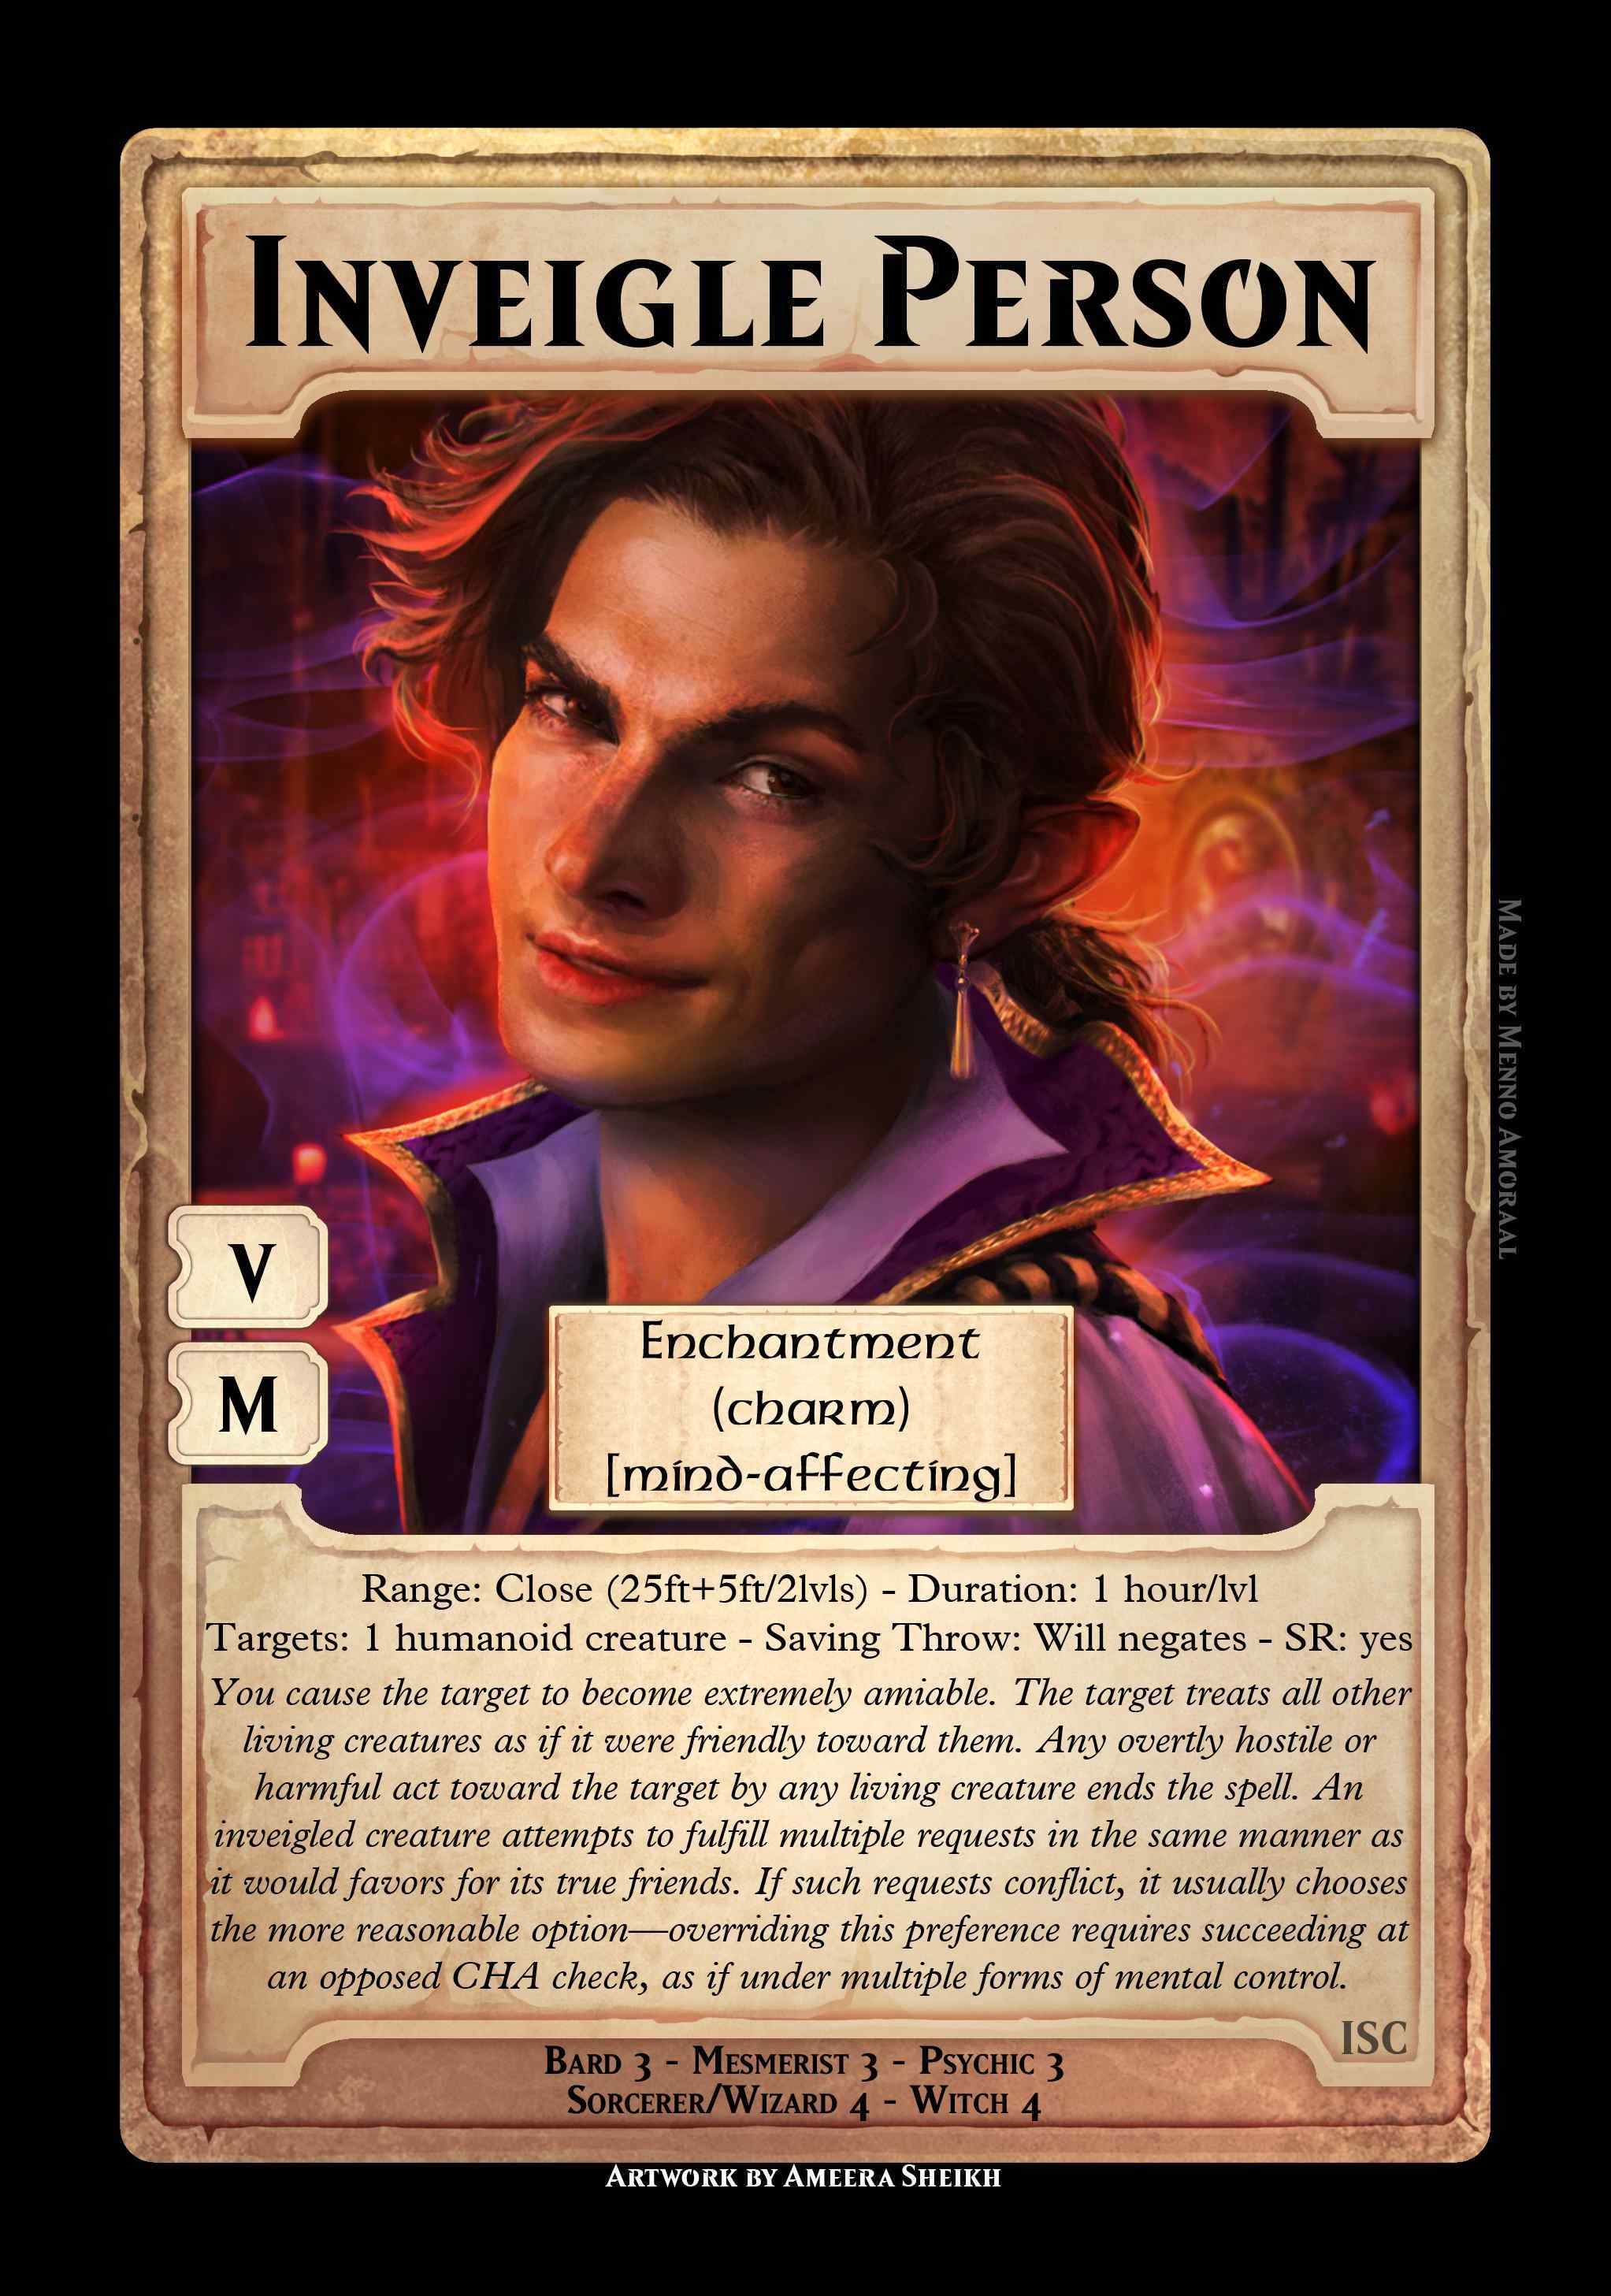 Inveigle Person
V
M
Enchantment
(charm)
[mind-affecting]
Range: Close (25ft+5ft/2lvls) - Duration: 1 hour/lvl
Targets: 1 humanoid creature - Saving Throw: Will negates - SR: yes
You cause the target to become extremely amiable. The target treats all other
living creatures as if it were friendly toward them. Any overtly hostile or
harmful act toward the target by any living creature ends the spell. An
inveigled creature attempts to fulfill multiple requests in the same manner as
it would favors for its true friends. If such requests conflict, it usually chooses
the more reasonable option—overriding this preference requires succeeding at
an opposed CHA check, as if under multiple forms of mental control.
ISC
Bard 3 - Mesmerist 3 - Psychic 3
Sorcerer/Wizard 4 - Witch 4
Artwork by Ameera Sheikh
Made by Menno Amoraal